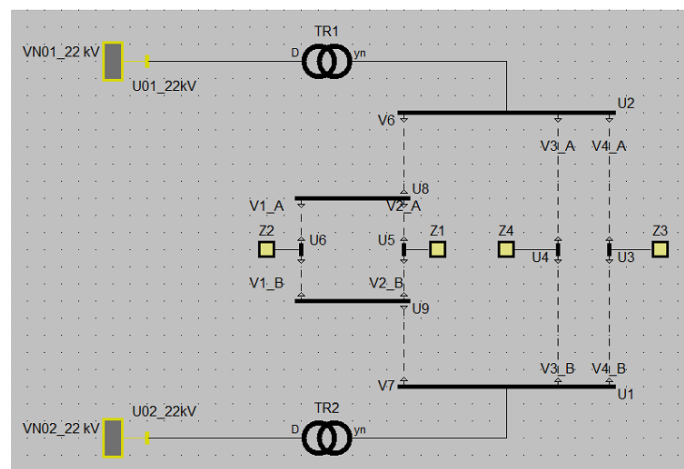 TR1
VN01_22 kV
D
yn
U01_22kV
U2
V6
V3_A
V4_A
U8
V1_A
V2_A
Z2
U6
U5
Z1
Z4
U4
Z3
U3
V1_B
V2_B
U9
V3_B
V4_B
V7
U1
TR2
U02_22kV
VN02_22 kV
D
yn